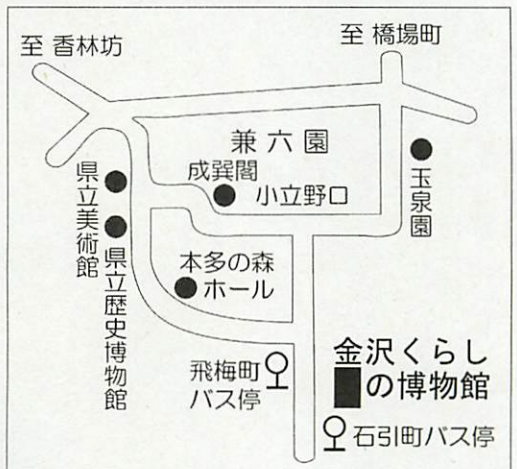 至 香林坊
至 橋場町
兼六園
成巽閣
小立野口
玉泉園
県立美術館
県立歴史博物館
本多の森
ホール
飛梅町
バス停
金沢くらし
の博物館
石引町バス停